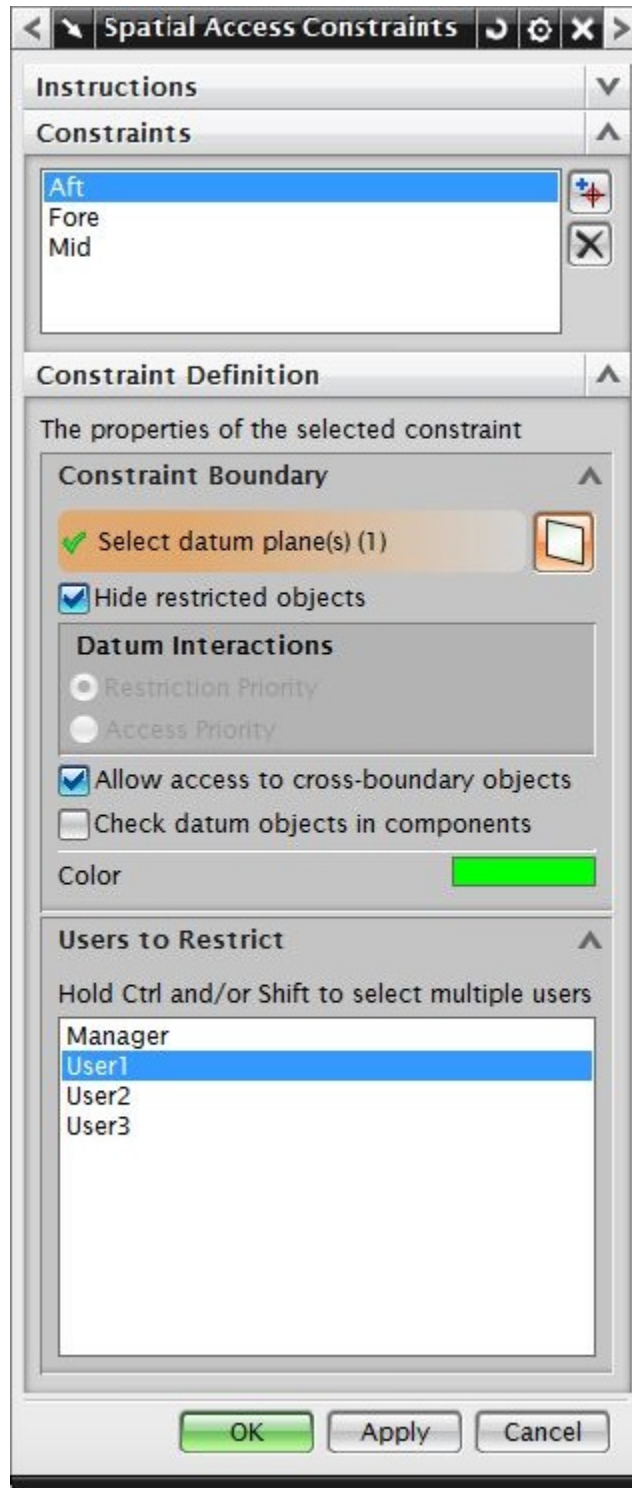 Spatial Access Constraints
Instructions
Constraints
Aft
Fore
Mid
Constraint Definition
The properties of the selected constraint
Constraint Boundary
Select datum plane(s) (1)
Hide restricted objects
Datum Interactions
Restriction Priority
Access Priority
Allow access to cross-boundary objects
Check datum objects in components
Color
Users to Restrict
Hold Ctrl and/or Shift to select multiple users
Manager
User1
User2
User3
OK Apply Cancel